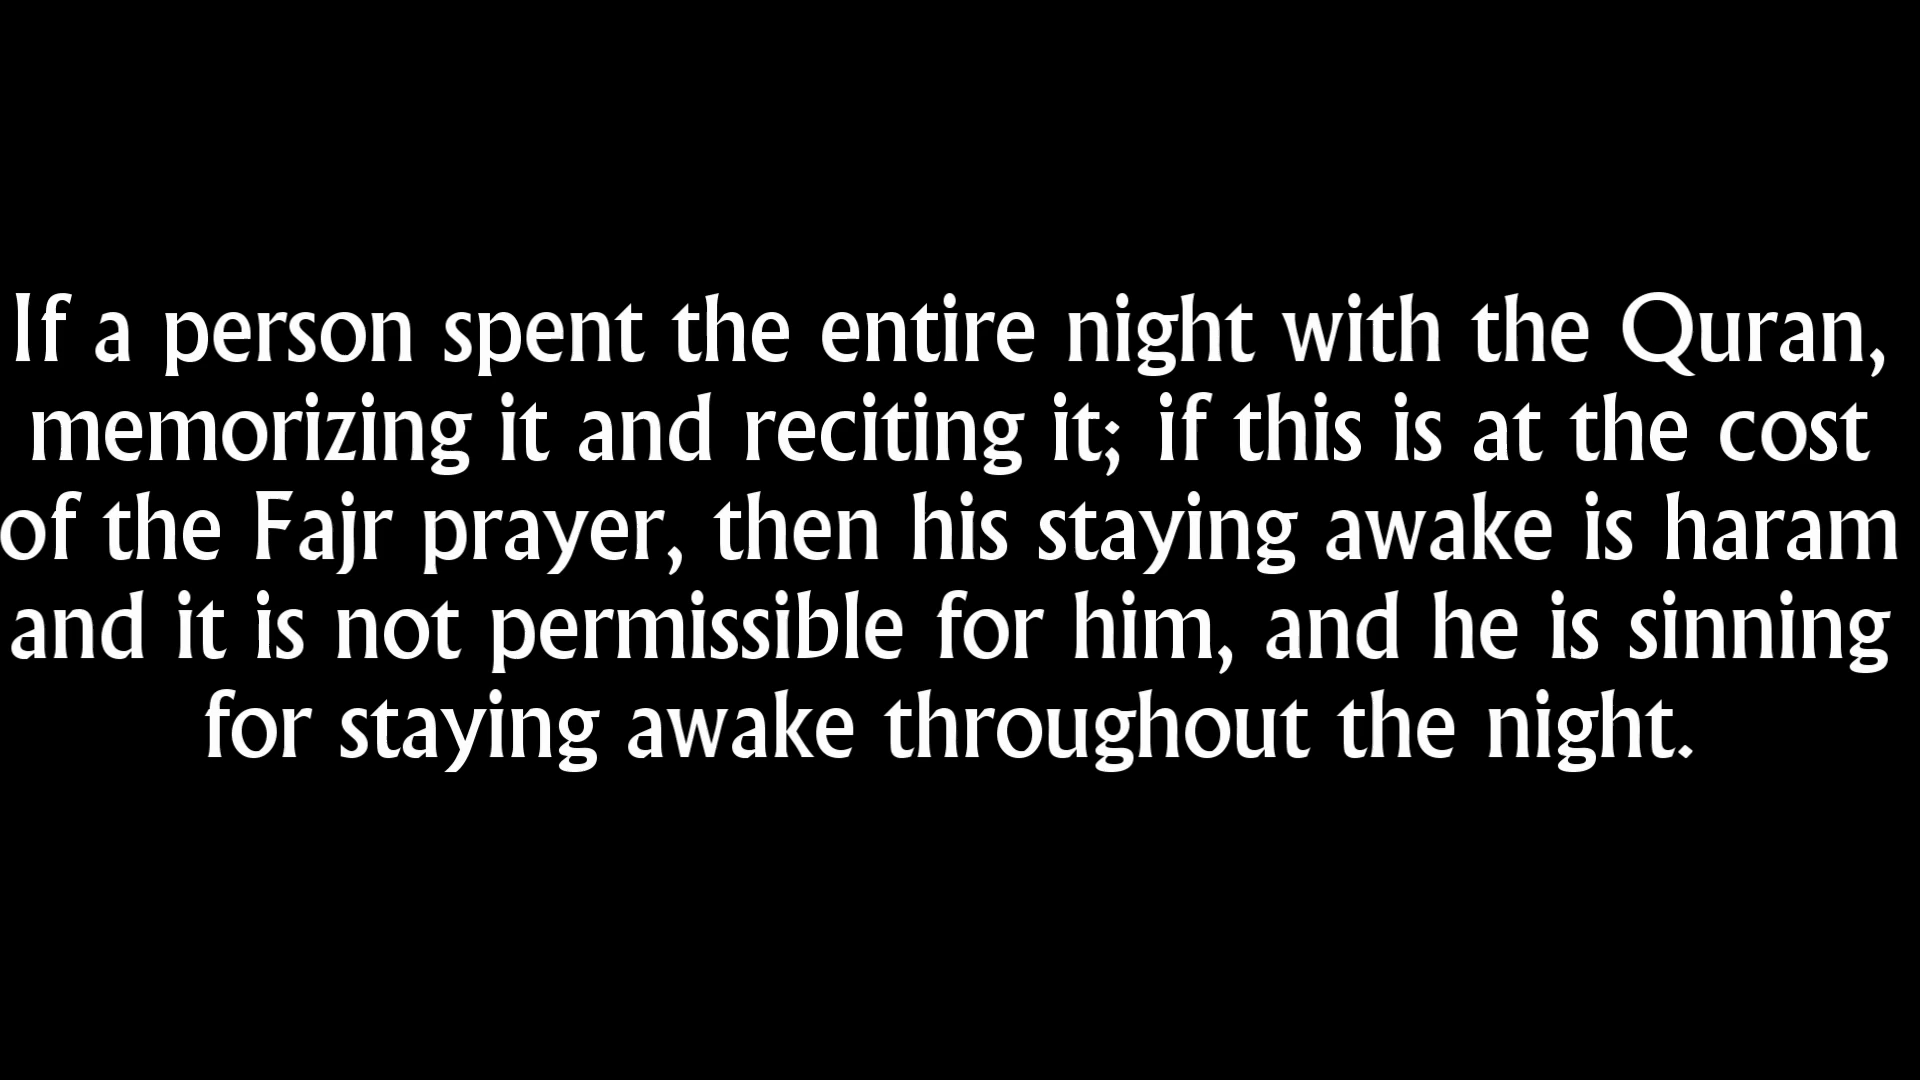 If a person spent the entire night with the Quran,
memorizing it and reciting it; if this is at the cost
of the Fajr prayer, then his staying awake is haram
and it is not permissible for him, and he is sinning
for staying awake throughout the night.